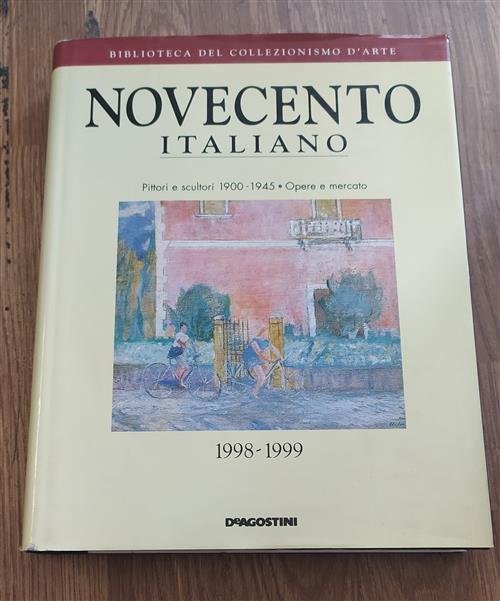 BIBLIOTECA DEL COLLEZIONISMO D'ARTE
NOVECENTO
ITALIANO
Pittori e scultori 1900-1945 • Opere e mercato
1998-1999
DeAGOSTINI